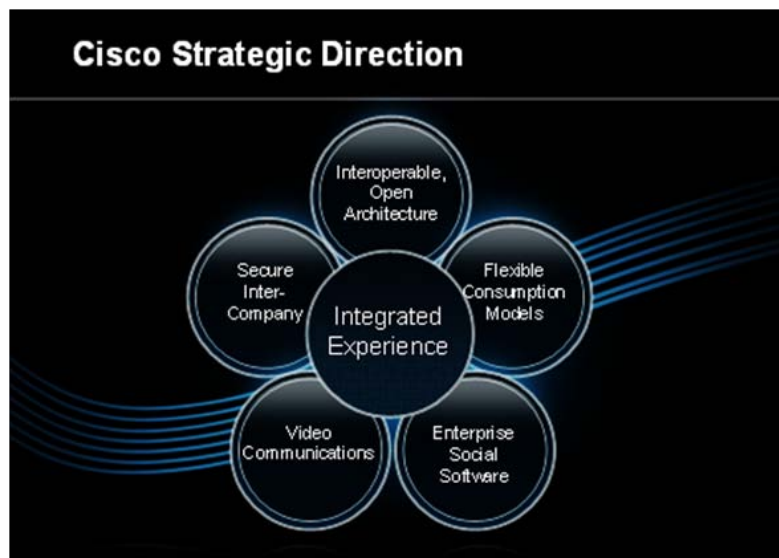 Cisco Strategic Direction
Interoperable,
Open
Architecture
Secure
Inter-
Company
Flexible
Consumption
Models
Integrated
Experience
Video
Communications
Enterprise
Social
Software